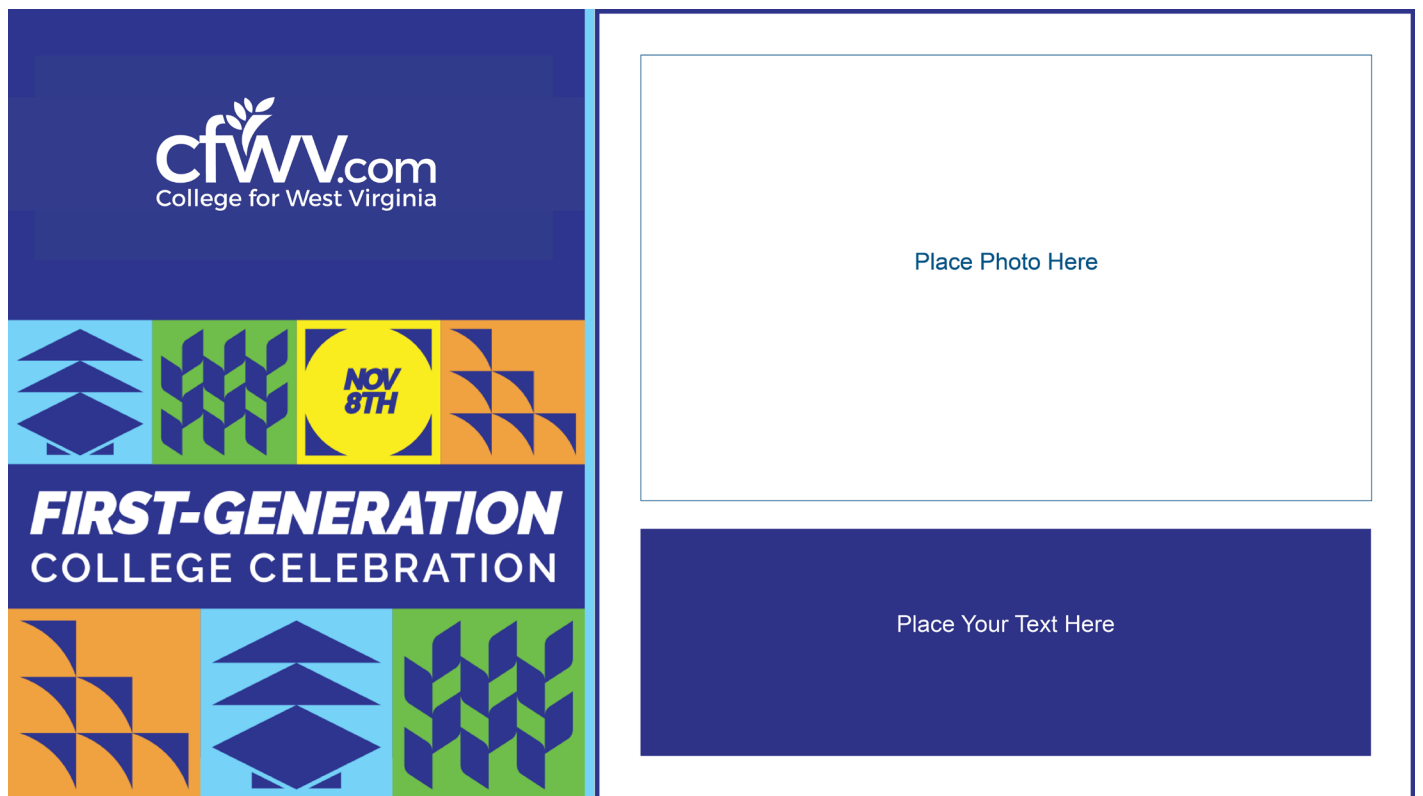 cfWV.com
College for West Virginia
NOV
8TH
FIRST-GENERATION
COLLEGE CELEBRATION
Place Photo Here
Place Your Text Here